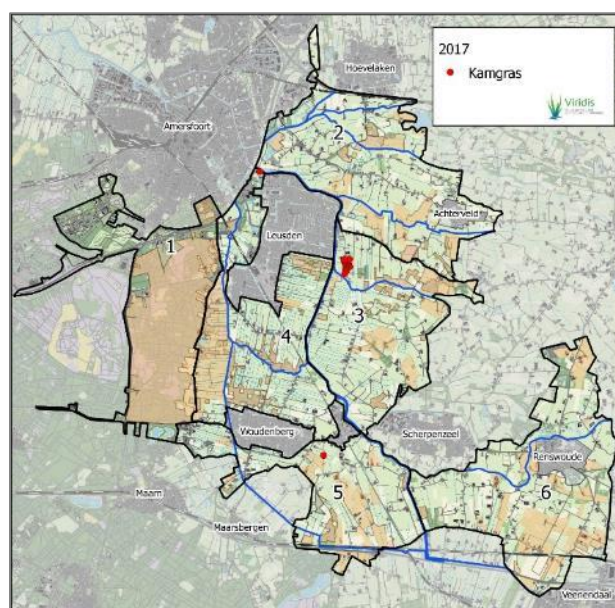 2017
Kamgras
Viridis
Hoevelaken
Amersfoort
2
Achterveld
1
Leusden
3
4
Woudenberg
Scherpenzeel
Renswoude
Maarn
5
6
Maarsbergen
Veenendaal